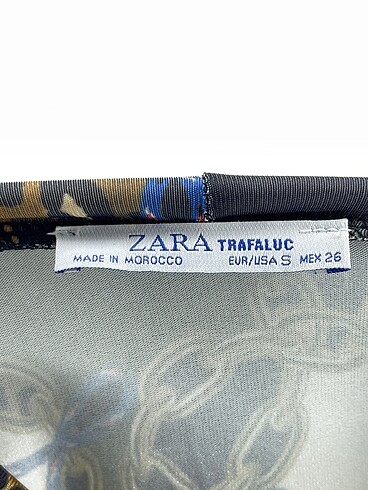 ZARA TRAFALUC
MADE IN MOROCCO EUR/USA S MEX 26